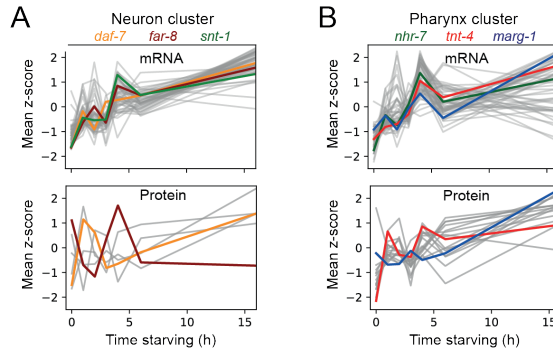 A
Neuron cluster
daf-7 far-8 snt-1
mRNA
Mean z-score
2
1
0
−1
−2
Protein
Mean z-score
2
1
0
−1
−2
0 5 10 15
Time starving (h)
B
Pharynx cluster
nhr-7 tnt-4 marg-1
mRNA
Mean z-score
2
1
0
−1
−2
Protein
Mean z-score
2
1
0
−1
−2
0 5 10 15
Time starving (h)